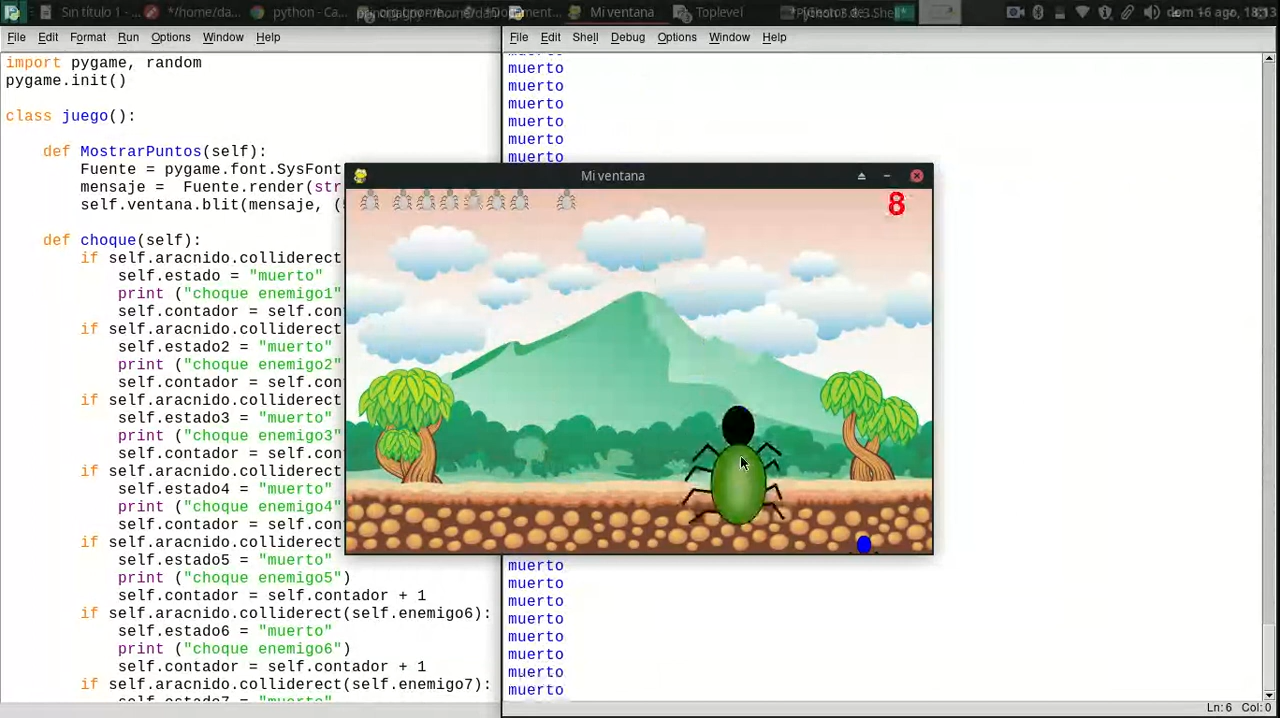 Sin título 1 -
*/home/da...
python - Ca...
Mi ventana
Toplevel
dom 16 ago, 18:13
File Edit Format Run Options Window Help
import pygame, random
pygame.init()
class juego():
def MostrarPuntos(self):
Fuente = pygame.font.SysFont
mensaje =  Fuente.render(str
self.ventana.blit(mensaje, (
def choque(self):
if self.aracnido.colliderect
self.estado = "muerto"
print ("choque enemigo1"
self.contador = self.con
if self.aracnido.colliderect
self.estado2 = "muerto"
print ("choque enemigo2"
self.contador = self.con
if self.aracnido.colliderect
self.estado3 = "muerto"
print ("choque enemigo3"
self.contador = self.con
if self.aracnido.colliderect
self.estado4 = "muerto"
print ("choque enemigo4"
self.contador = self.con
if self.aracnido.colliderect
self.estado5 = "muerto"
print ("choque enemigo5")
self.contador = self.contador + 1
if self.aracnido.colliderect(self.enemigo6):
self.estado6 = "muerto"
print ("choque enemigo6")
self.contador = self.contador + 1
if self.aracnido.colliderect(self.enemigo7):
self.estado7 = "muerto"
File Edit Shell Debug Options Window Help
muerto
muerto
muerto
muerto
muerto
muerto
muerto
Mi ventana
8
muerto
muerto
muerto
muerto
muerto
muerto
muerto
muerto
Ln: 6 Col: 0